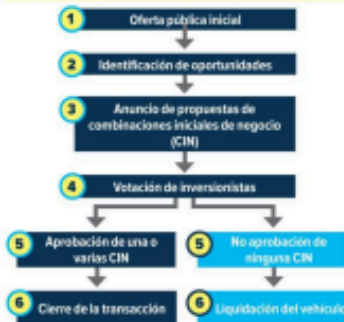 1
Oferta pública inicial
2
Identificación de oportunidades
3
Anuncio de propuestas de
combinaciones iniciales de negocio
(CIN)
4
Votación de inversionistas
5
Aprobación de una o
varias CIN
5
No aprobación de
ninguna CIN
6
Cierre de la transacción
6
Liquidación del vehículo